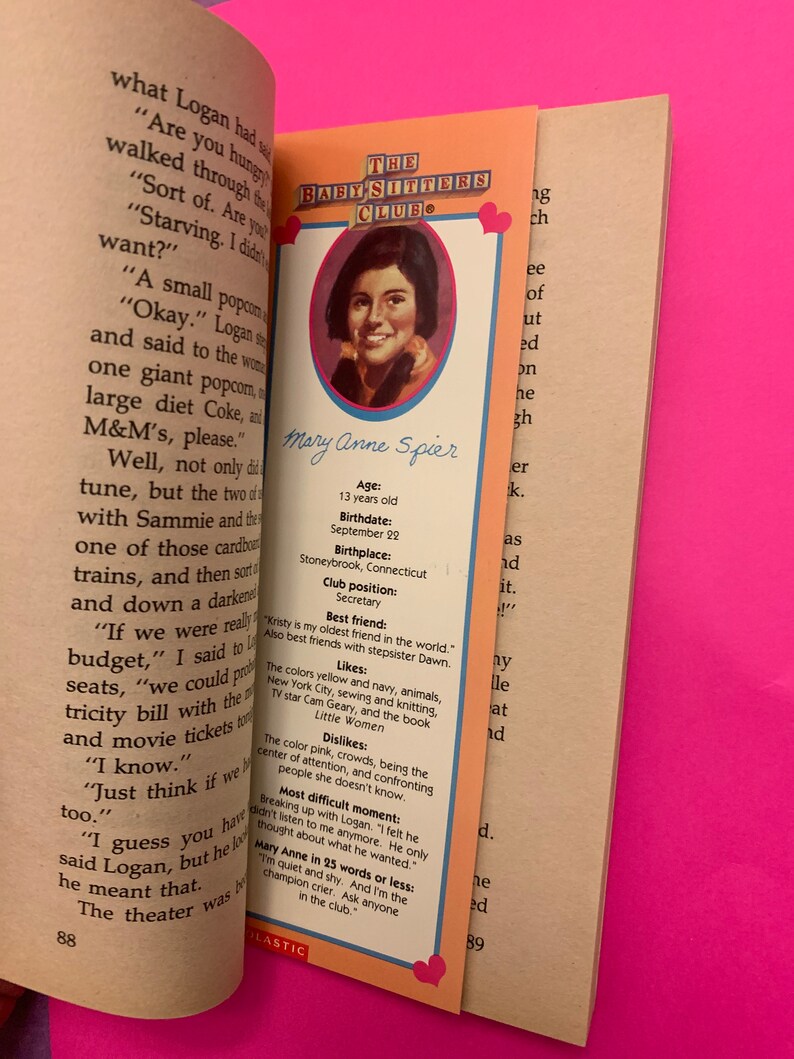 what Logan had said
"Are you hungry?"
walked through the
"Sort of. Are you?
"Starving. I didn't
want?"
"A small popcorn
"Okay." Logan
and said to the
one giant popcorn,
large diet Coke, and
M&M's, please."
Well, not only did
tune, but the two of us
with Sammie and the
one of those cardboard
trains, and then sort of
and down a darkened
"If we were really
budget," I said to
seats, "we could
tricity bill with the
and movie tickets
"I know."
"Just think if we
too."
"I guess you have
said Logan, but he
he meant that.
The theater was
88
THE
BABY-SITTERS
CLUB®
Mary Anne Spier
Age:
13 years old
Birthdate:
September 22
Birthplace:
Stoneybrook, Connecticut
Club position:
Secretary
Best friend:
"Kristy is my oldest friend in the world."
Also best friends with stepsister Dawn.
Likes:
The colors yellow and navy, animals,
New York City, sewing and knitting,
TV star Cam Geary, and the book
Little Women
Dislikes:
The color pink, crowds, being the
center of attention, and confronting
people she doesn't know.
Most difficult moment:
Breaking up with Logan. "I felt he
didn't listen to me anymore. He only
thought about what he wanted."
Mary Anne in 25 words or less:
"I'm quiet and shy. And I'm the
champion crier. Ask anyone
in the club."
OLASTIC
89